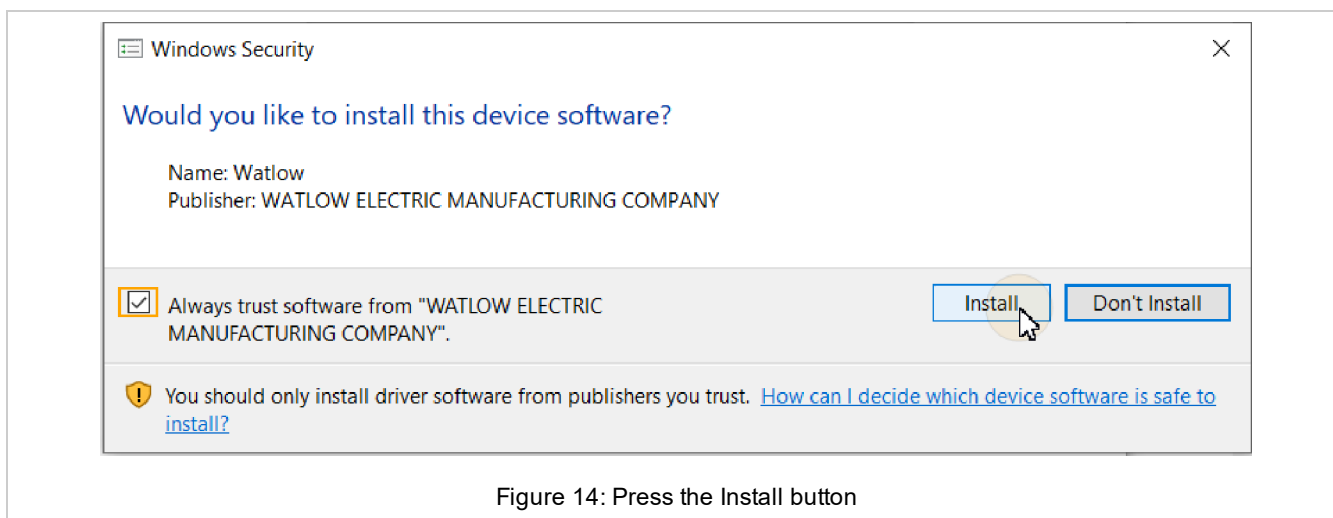 Windows Security
Would you like to install this device software?
Name: Watlow
Publisher: WATLOW ELECTRIC MANUFACTURING COMPANY
Always trust software from "WATLOW ELECTRIC
MANUFACTURING COMPANY".
Install
Don't Install
You should only install driver software from publishers you trust. How can I decide which device software is safe to
install?
Figure 14: Press the Install button